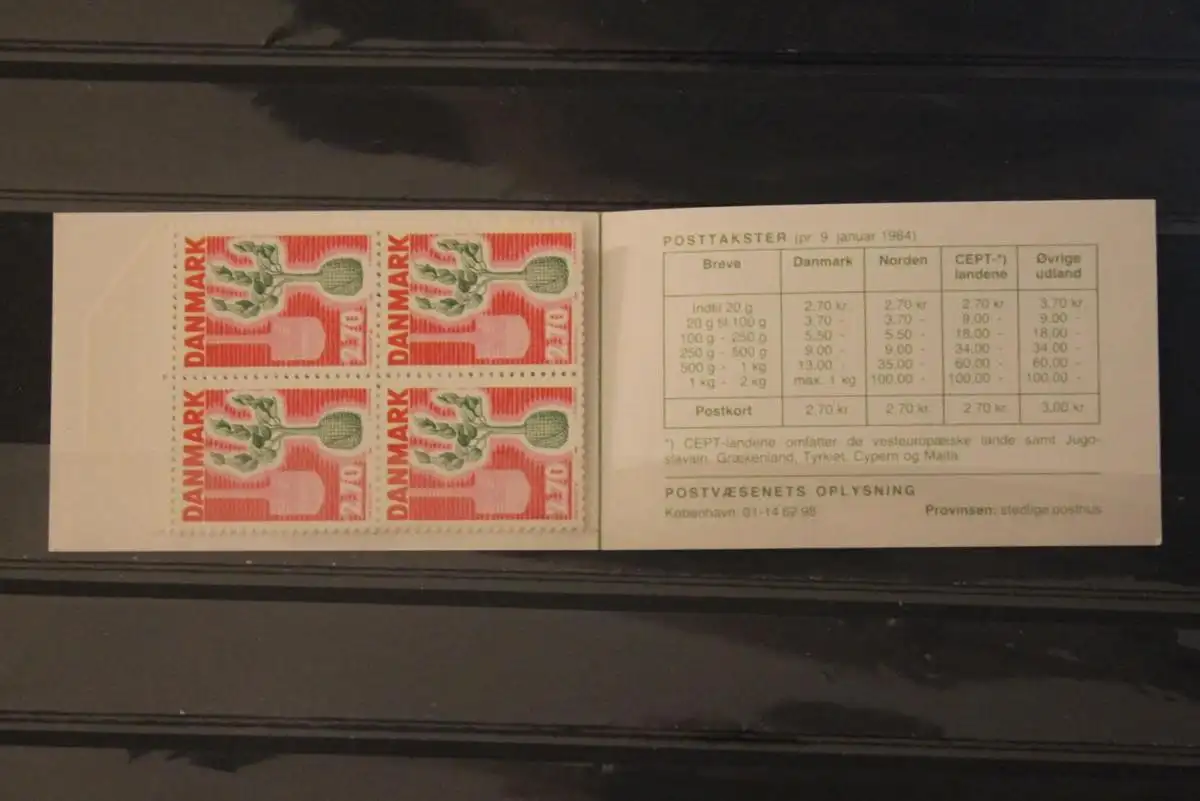 DANMARK 2.70
DANMARK 2.70
DANMARK 2.70
DANMARK 2.70
POSTTAKSTER (pr. 9. januar 1984)
Breve Danmark Norden CEPT-*) landene Øvrige udland
Indtil 20 g 2,70 kr. 2,70 kr. 2,70 kr. 3,70 kr.
20 g til 100 g 3,70 - 3,70 - 9,00 - 9,00 -
100 g - 250 g 5,50 - 5,50 - 18,00 - 18,00 -
250 g - 500 g 9,00 - 9,00 - 34,00 - 34,00 -
500 g - 1 kg 13,00 - 35,00 - 60,00 - 60,00 -
1 kg - 2 kg max. 1 kg 100,00 - 100,00 - 100,00 -
Postkort 2,70 kr. 2,70 kr. 2,70 kr. 3,00 kr.
*) CEPT-landene omfatter de vesteuropæiske lande samt Jugo-
slavien, Grækenland, Tyrkiet, Cypern og Malta.
POSTVÆSENETS OPLYSNING
København: 01-14 62 98 Provinsen: stedlige posthus